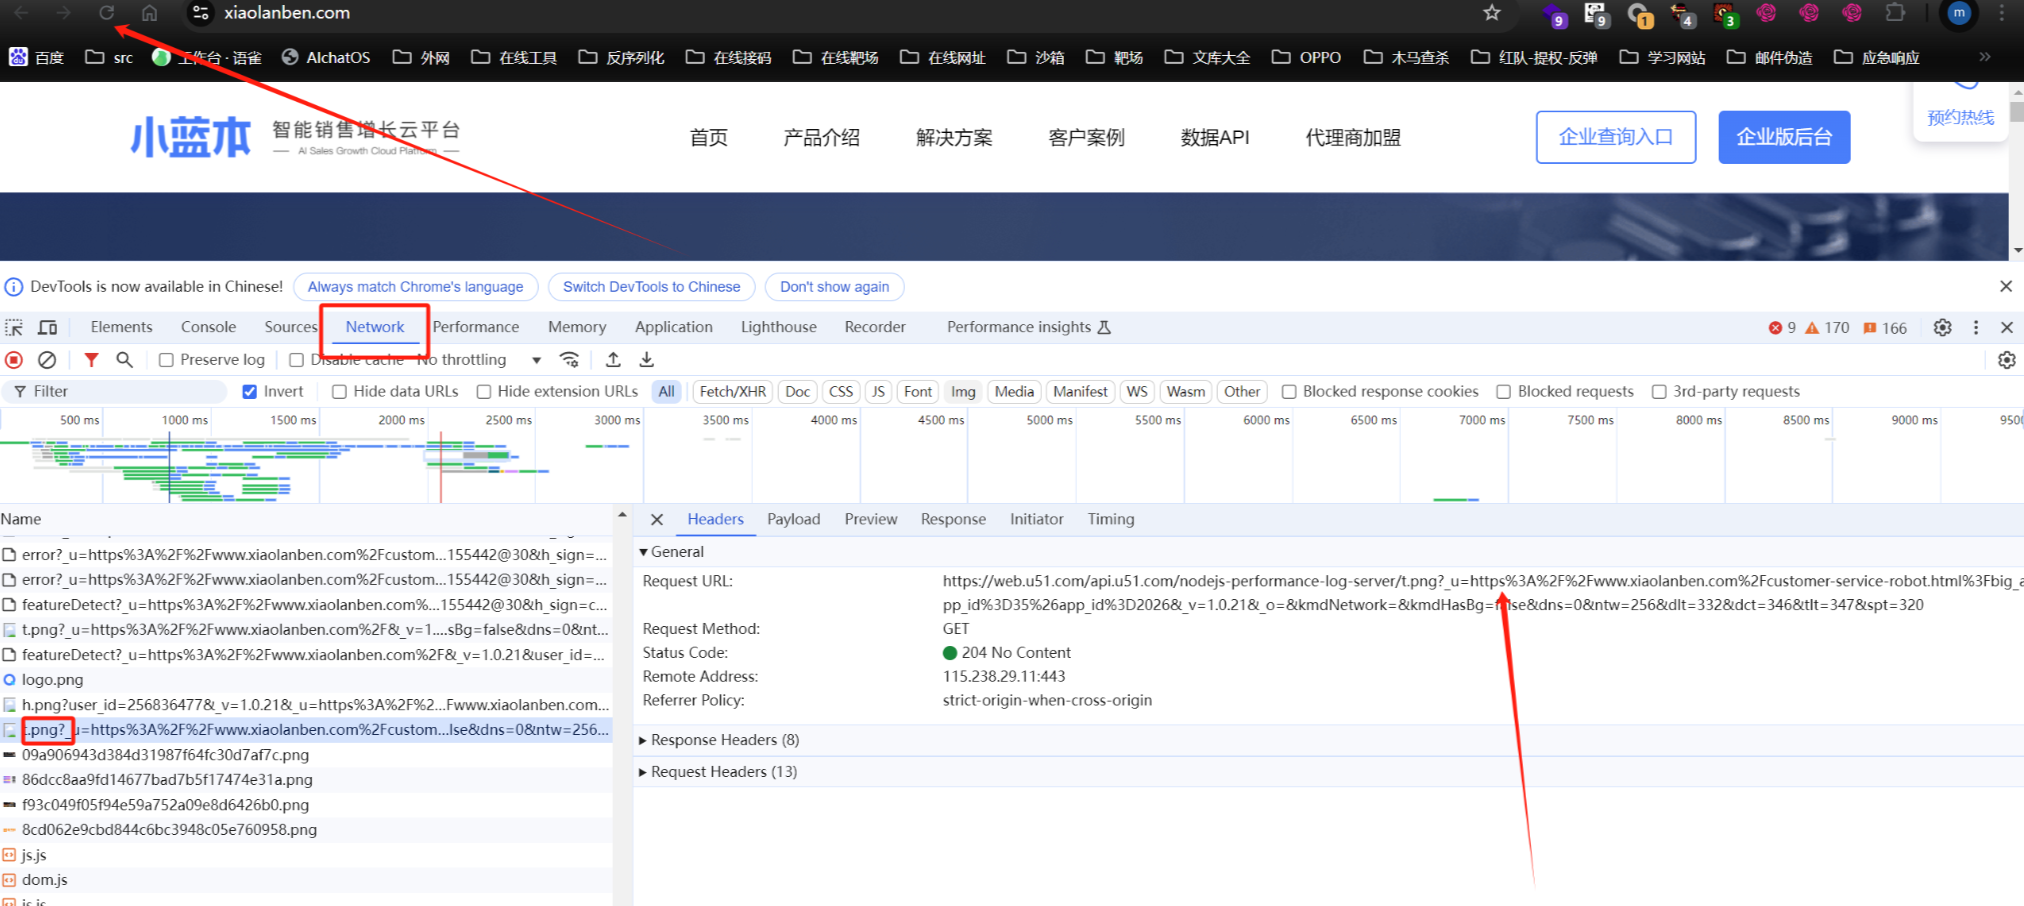 xiaolanben.com
9
9
1
4
3
m
百度
src
工作台 · 语雀
AIchatOS
外网
在线工具
反序列化
在线接码
在线靶场
在线网址
沙箱
靶场
文库大全
OPPO
木马查杀
红队-提权-反弹
学习网站
邮件伪造
应急响应
»
小蓝本
智能销售增长云平台
AI Sales Growth Cloud Platform
首页
产品介绍
解决方案
客户案例
数据API
代理商加盟
企业查询入口
企业版后台
预约热线
DevTools is now available in Chinese!
Always match Chrome's language
Switch DevTools to Chinese
Don't show again
Elements
Console
Sources
Network
Performance
Memory
Application
Lighthouse
Recorder
Performance insights
9
170
166
Preserve log
Disable cache
No throttling
Filter
Invert
Hide data URLs
Hide extension URLs
All
Fetch/XHR
Doc
CSS
JS
Font
Img
Media
Manifest
WS
Wasm
Other
Blocked response cookies
Blocked requests
3rd-party requests
500 ms
1000 ms
1500 ms
2000 ms
2500 ms
3000 ms
3500 ms
4000 ms
4500 ms
5000 ms
5500 ms
6000 ms
6500 ms
7000 ms
7500 ms
8000 ms
8500 ms
9000 ms
Name
error?_u=https%3A%2F%2Fwww.xiaolanben.com%2Fcustom...155442@30&h_sign=...
error?_u=https%3A%2F%2Fwww.xiaolanben.com%2Fcustom...155442@30&h_sign=...
featureDetect?_u=https%3A%2F%2Fwww.xiaolanben.com%...155442@30&h_sign=c...
t.png?_u=https%3A%2F%2Fwww.xiaolanben.com%2F&_v=1....sBg=false&dns=0&nt...
featureDetect?_u=https%3A%2F%2Fwww.xiaolanben.com%2F&_v=1.0.21&user_id=...
logo.png
h.png?user_id=256836477&_v=1.0.21&_u=https%3A%2F%2...Fwww.xiaolanben.com...
t.png?_u=https%3A%2F%2Fwww.xiaolanben.com%2Fcustom...lse&dns=0&ntw=256...
09a906943d384d31987f64fc30d7af7c.png
86dcc8aa9fd14677bad7b5f17474e31a.png
f93c049f05f94e59a752a09e8d6426b0.png
8cd062e9cbd844c6bc3948c05e760958.png
js.js
dom.js
js.js
Headers
Payload
Preview
Response
Initiator
Timing
General
Request URL:
https://web.u51.com/api.u51.com/nodejs-performance-log-server/t.png?_u=https%3A%2F%2Fwww.xiaolanben.com%2Fcustomer-service-robot.html%3Fbig_a
pp_id%3D35%26app_id%3D2026&_v=1.0.21&_o=&kmdNetwork=&kmdHasBg=false&dns=0&ntw=256&dlt=332&dct=346&tlt=347&spt=320
Request Method:
GET
Status Code:
204 No Content
Remote Address:
115.238.29.11:443
Referrer Policy:
strict-origin-when-cross-origin
Response Headers (8)
Request Headers (13)